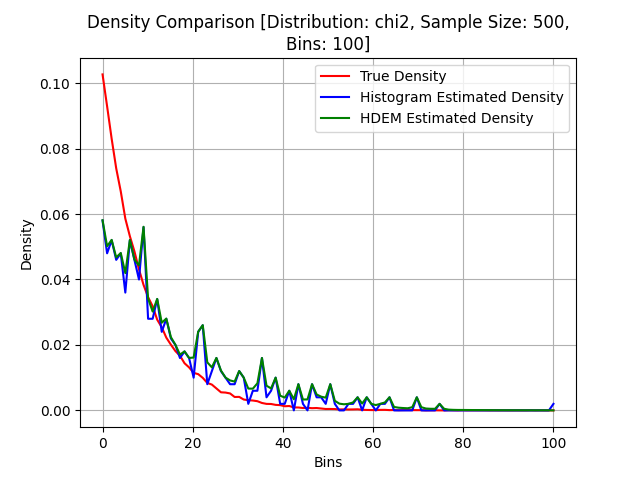 Density Comparison [Distribution: chi2, Sample Size: 500,
Bins: 100]
True Density
Histogram Estimated Density
HDEM Estimated Density
Density
0.10
0.08
0.06
0.04
0.02
0.00
0
20
40
60
80
100
Bins